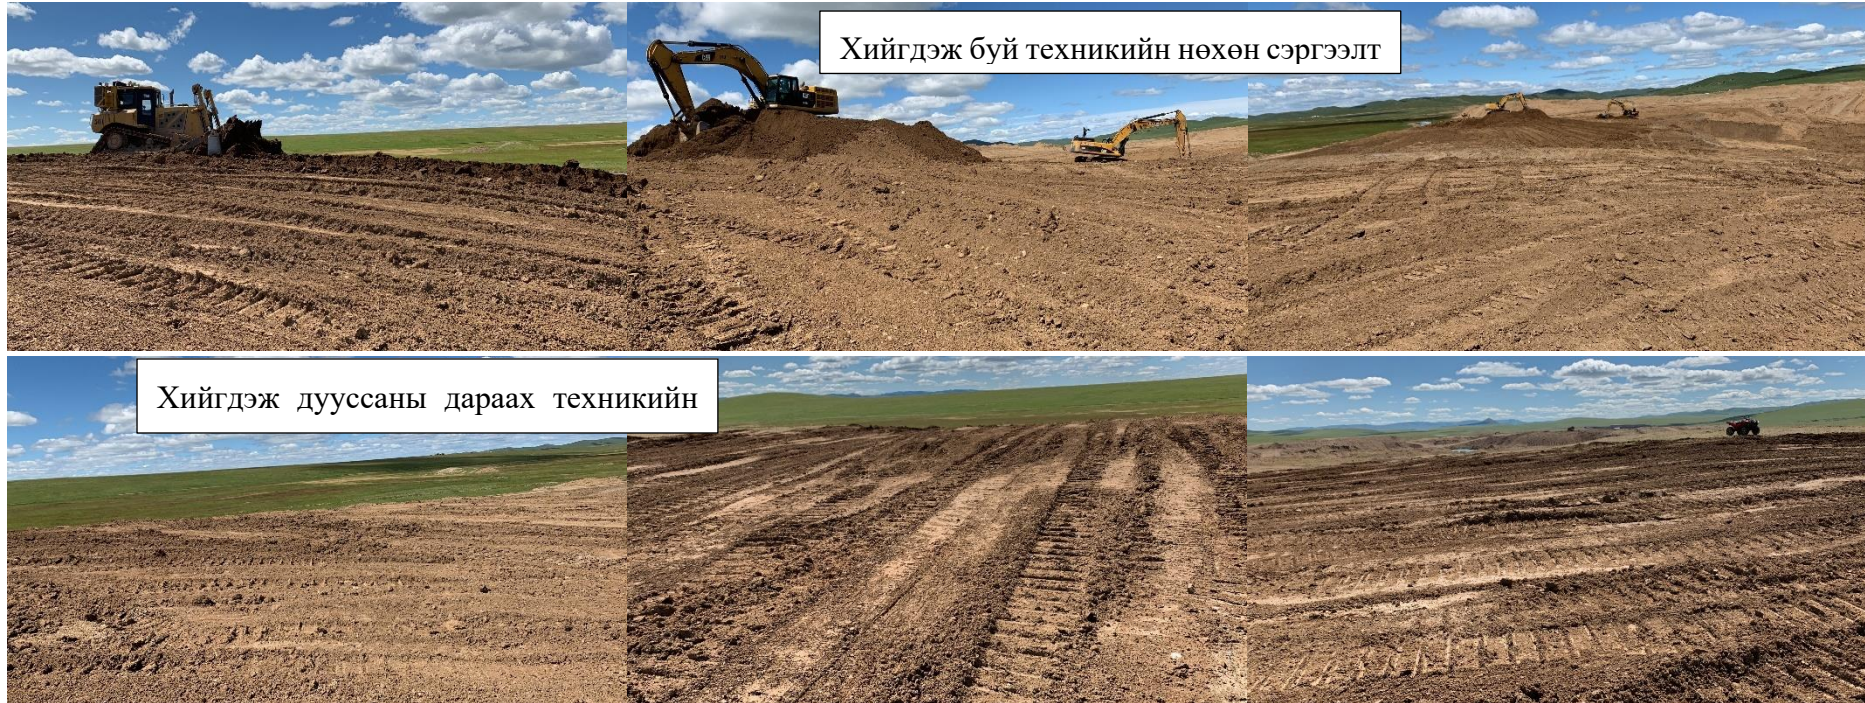 Хийгдэж буй техникийн нөхөн сэргээлт
Хийгдэж дууссаны дараах техникийн